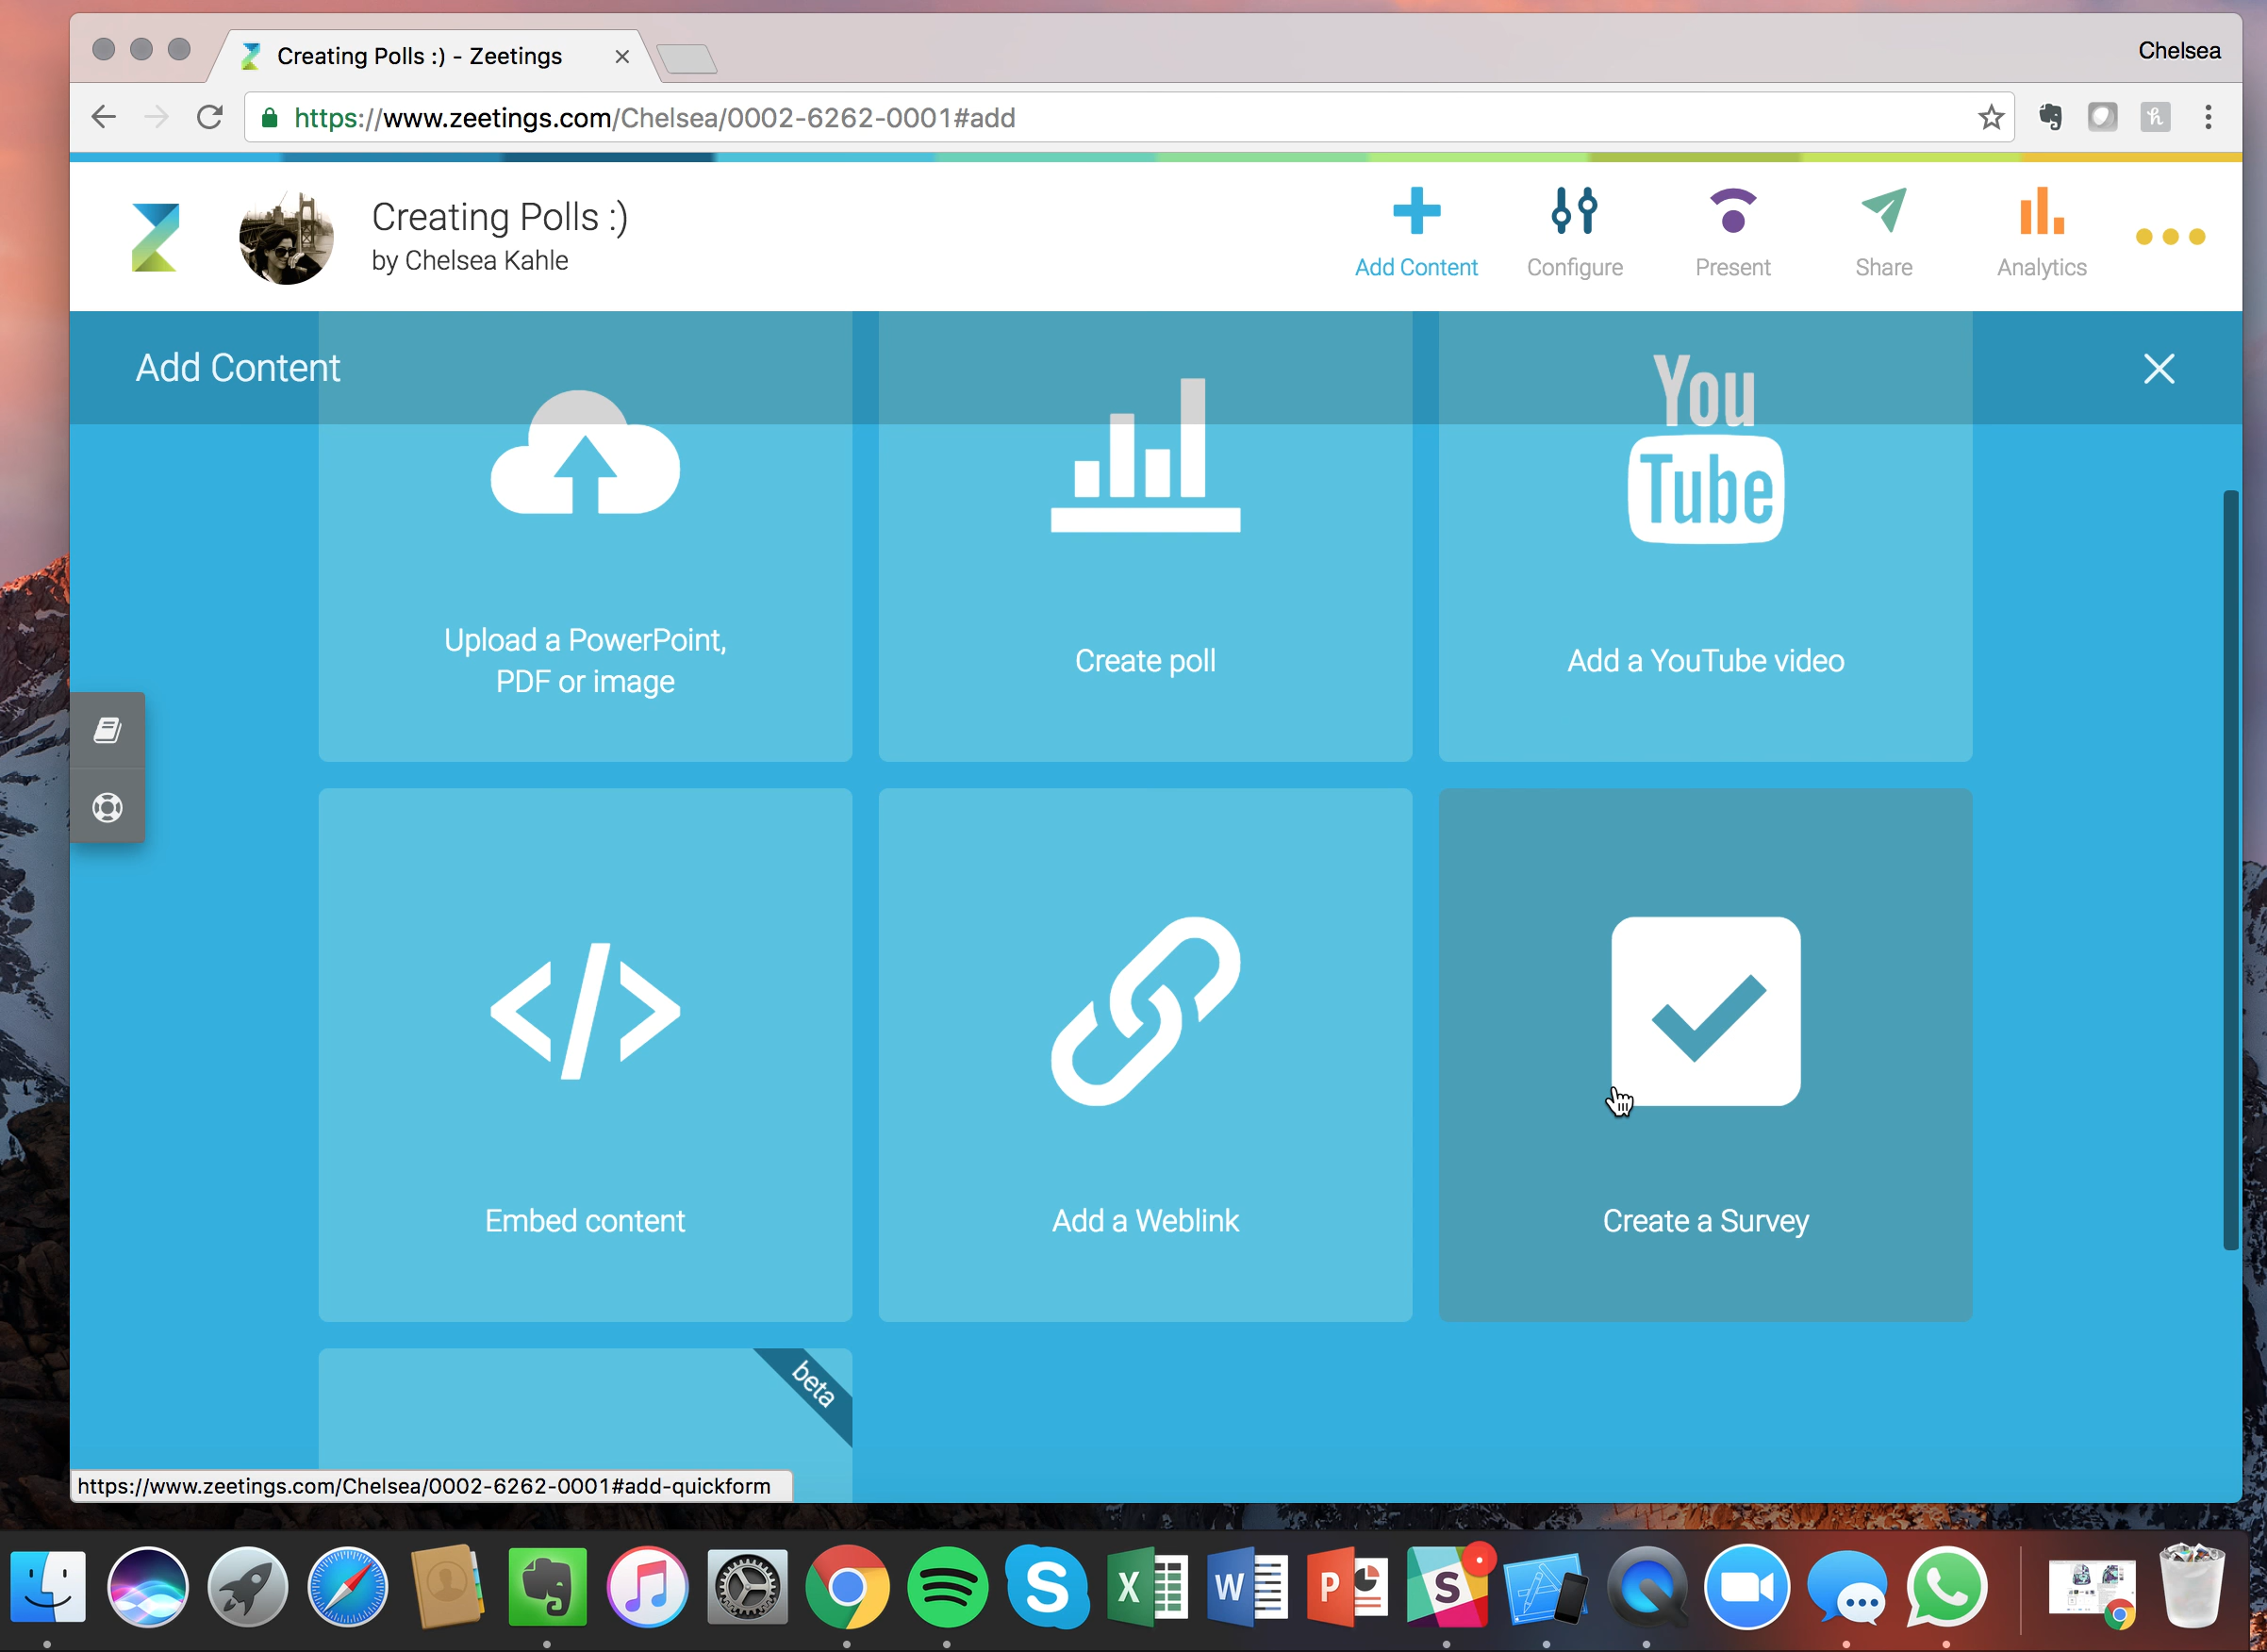 Creating Polls :) - Zeetings
Chelsea
https://www.zeetings.com/Chelsea/0002-6262-0001#add
Creating Polls :)
by Chelsea Kahle
Add Content
Configure
Present
Share
Analytics
Add Content
You
Tube
Upload a PowerPoint,
PDF or image
Create poll
Add a YouTube video
Embed content
Add a Weblink
Create a Survey
beta
https://www.zeetings.com/Chelsea/0002-6262-0001#add-quickform
S
X
W
P
S